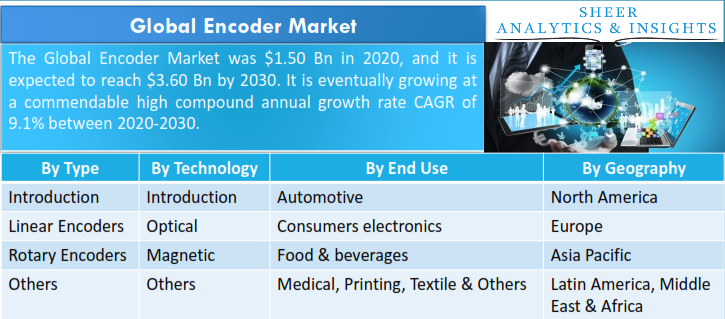 Global Encoder Market
SHEER
ANALYTICS & INSIGHTS
The Global Encoder Market was $1.50 Bn in 2020, and it is
expected to reach $3.60 Bn by 2030. It is eventually growing at
a commendable high compound annual growth rate CAGR of
9.1% between 2020-2030.
By Type By Technology By End Use By Geography
Introduction Introduction Automotive North America
Linear Encoders Optical Consumers electronics Europe
Rotary Encoders Magnetic Food & beverages Asia Pacific
Others Others Medical, Printing, Textile & Others Latin America, Middle
East & Africa